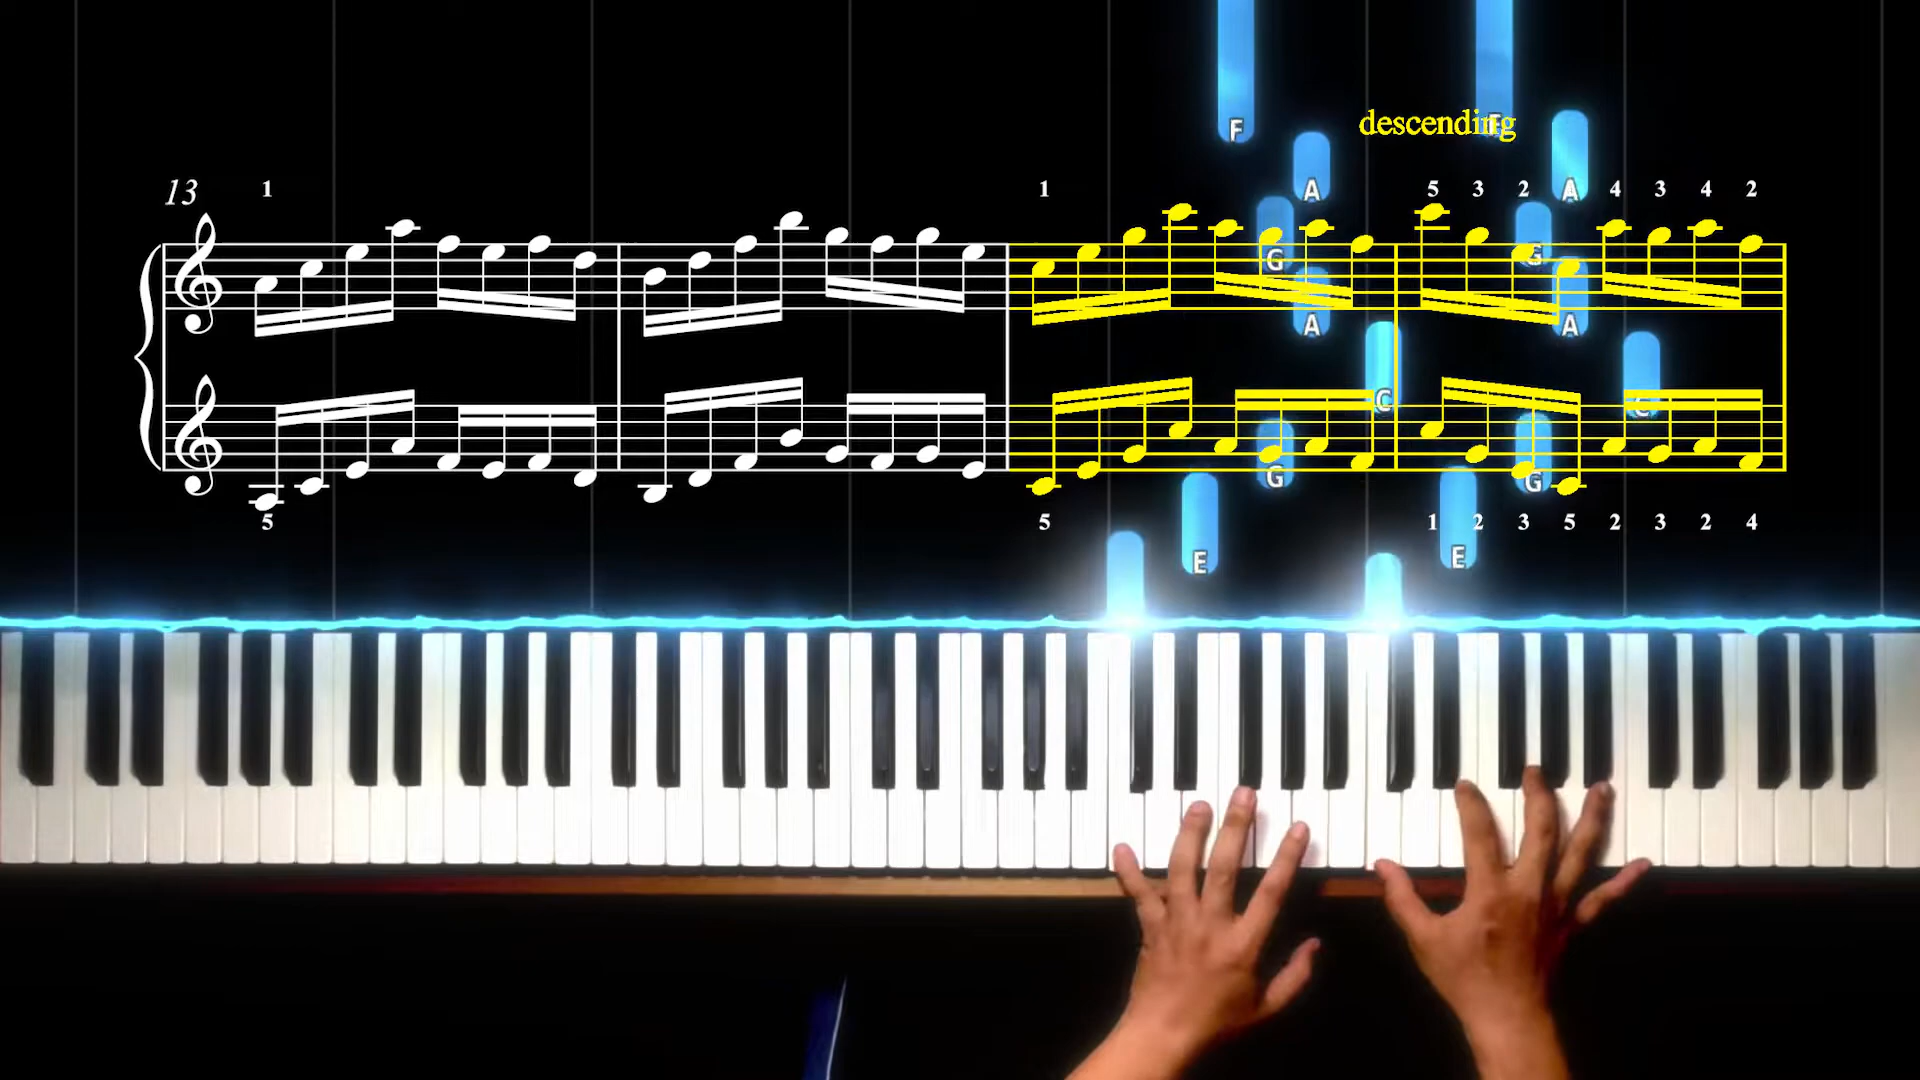 F
descending
F
13 1 A 1 5 3 2 A 4 3 4 2
G G
A A
C C
G G
5 5 1 2 3 5 2 3 2 4
E E